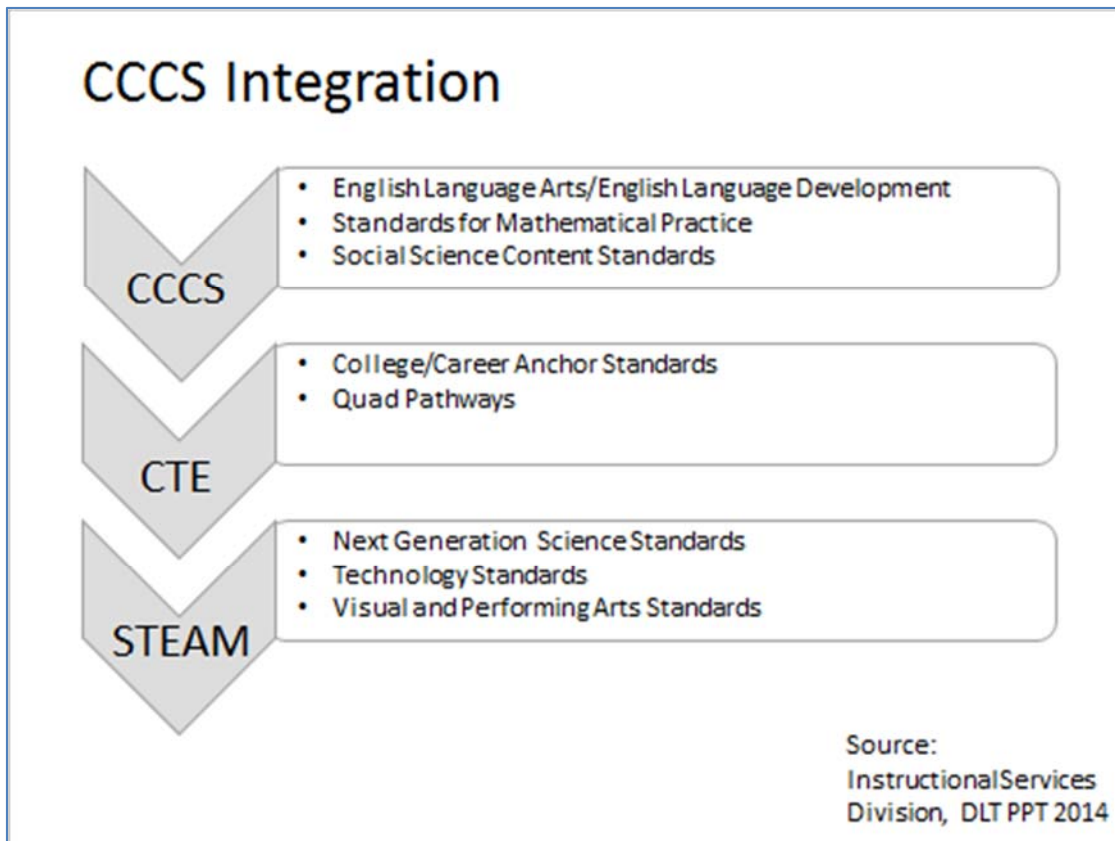 CCCS Integration
CCCS
• English Language Arts/English Language Development
• Standards for Mathematical Practice
• Social Science Content Standards
CTE
• College/Career Anchor Standards
• Quad Pathways
STEAM
• Next Generation Science Standards
• Technology Standards
• Visual and Performing Arts Standards
Source:
Instructional Services
Division, DLT PPT 2014